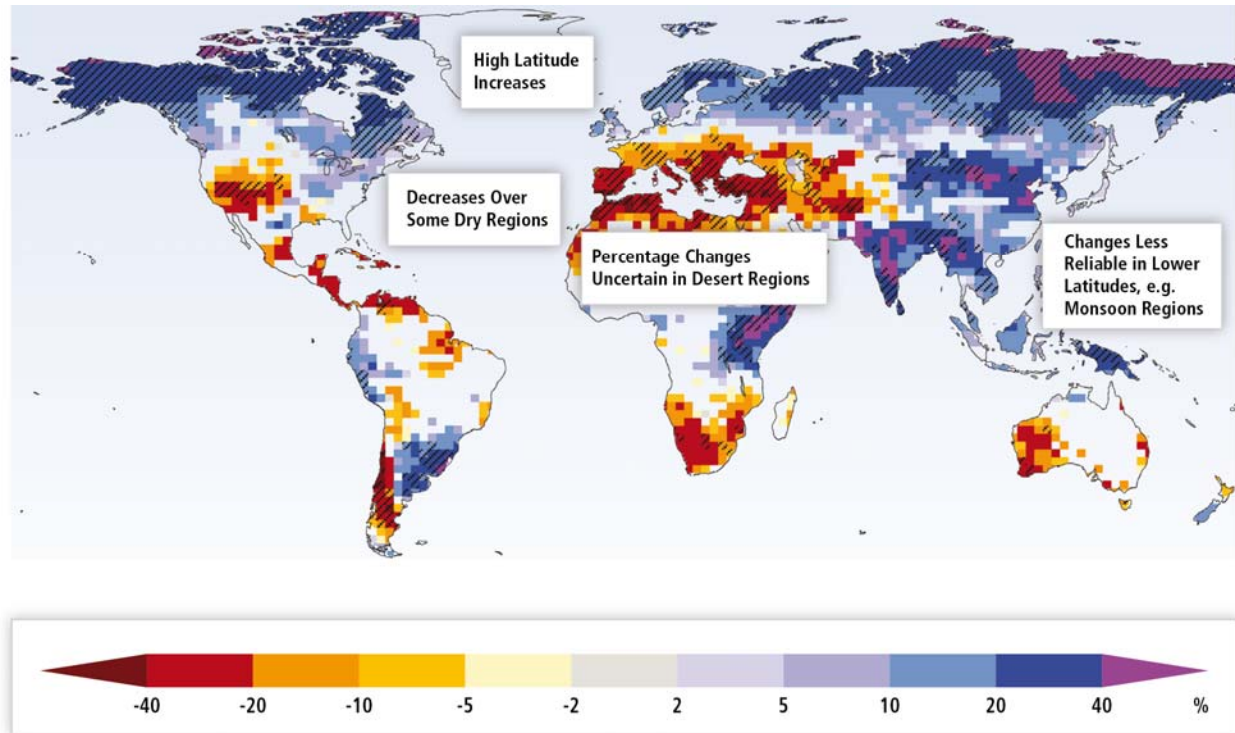 High Latitude
Increases
Decreases Over
Some Dry Regions
Percentage Changes
Uncertain in Desert Regions
Changes Less
Reliable in Lower
Latitudes, e.g.
Monsoon Regions
-40 -20 -10 -5 -2 2 5 10 20 40 %